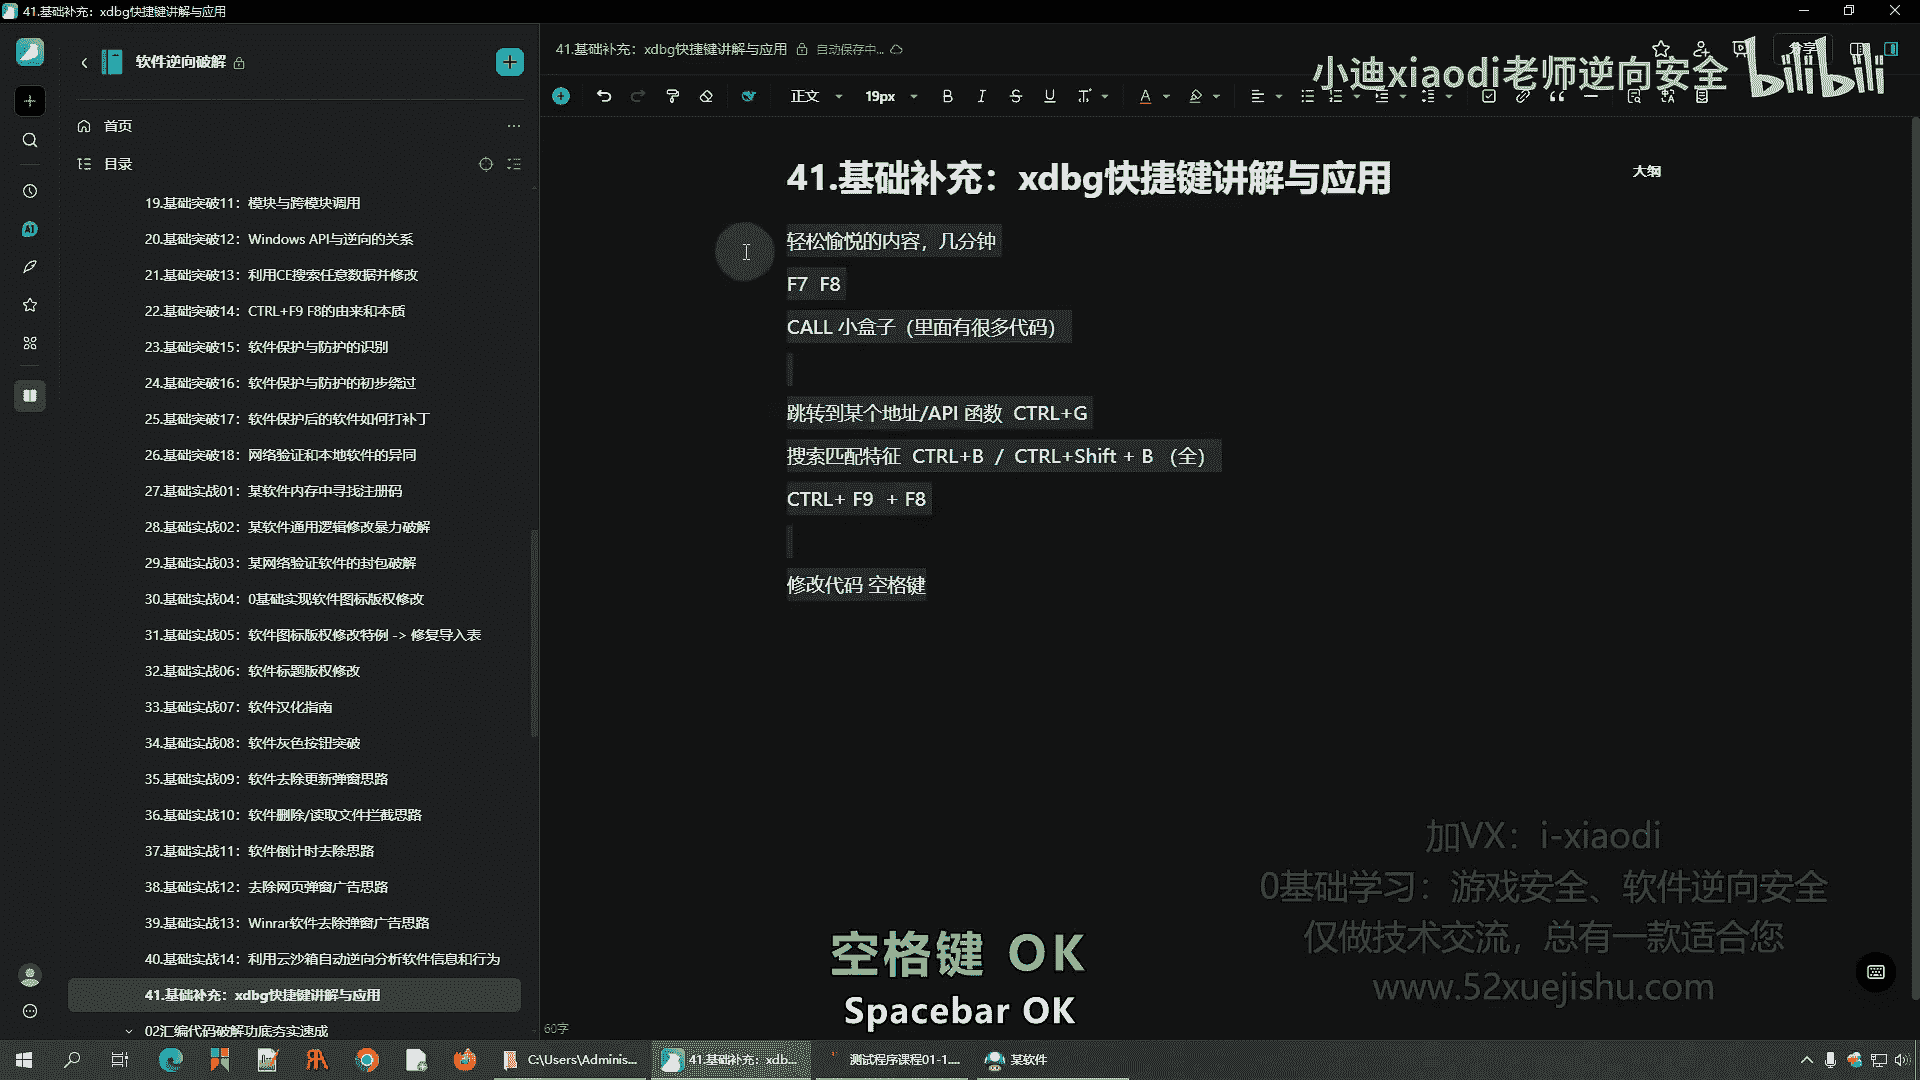 41.基础补充：xdbg快捷键讲解与应用
软件逆向破解
首页
目录
19.基础突破11：模块与跨模块调用
20.基础突破12：Windows API与逆向的关系
21.基础突破13：利用CE搜索任意数据并修改
22.基础突破14：CTRL+F9 F8的由来和本质
23.基础突破15：软件保护与防护的识别
24.基础突破16：软件保护与防护的初步绕过
25.基础突破17：软件保护后的软件如何打补丁
26.基础突破18：网络验证和本地软件的异同
27.基础实战01：某软件内存中寻找注册码
28.基础实战02：某软件通用逻辑修改暴力破解
29.基础实战03：某网络验证软件的封包破解
30.基础实战04：0基础实现软件图标版权修改
31.基础实战05：软件图标版权修改特例 -> 修复导入表
32.基础实战06：软件标题版权修改
33.基础实战07：软件汉化指南
34.基础实战08：软件灰色按钮突破
35.基础实战09：软件去除更新弹窗思路
36.基础实战10：软件删除/读取文件拦截思路
37.基础实战11：软件倒计时去除思路
38.基础实战12：去除网页弹窗广告思路
39.基础实战13：Winrar软件去除弹窗广告思路
40.基础实战14：利用云沙箱自动逆向分析软件信息和行为
41.基础补充：xdbg快捷键讲解与应用
02汇编代码破解功底夯实速成
41.基础补充：xdbg快捷键讲解与应用 自动保存中...
小迪xiaodi老师逆向安全 bilibili
正文 19px
41.基础补充：xdbg快捷键讲解与应用
大纲
轻松愉悦的内容，几分钟
F7 F8
CALL 小盒子（里面有很多代码）
跳转到某个地址/API 函数 CTRL+G
搜索匹配特征 CTRL+B / CTRL+Shift + B （全）
CTRL+ F9 + F8
修改代码 空格键
加VX：i-xiaodi
0基础学习：游戏安全、软件逆向安全
仅做技术交流，总有一款适合您
www.52xuejishu.com
空格键 OK
Spacebar OK
60字
C:\Users\Adminis...
41.基础补充：xdb...
测试程序课程01-1....
某软件